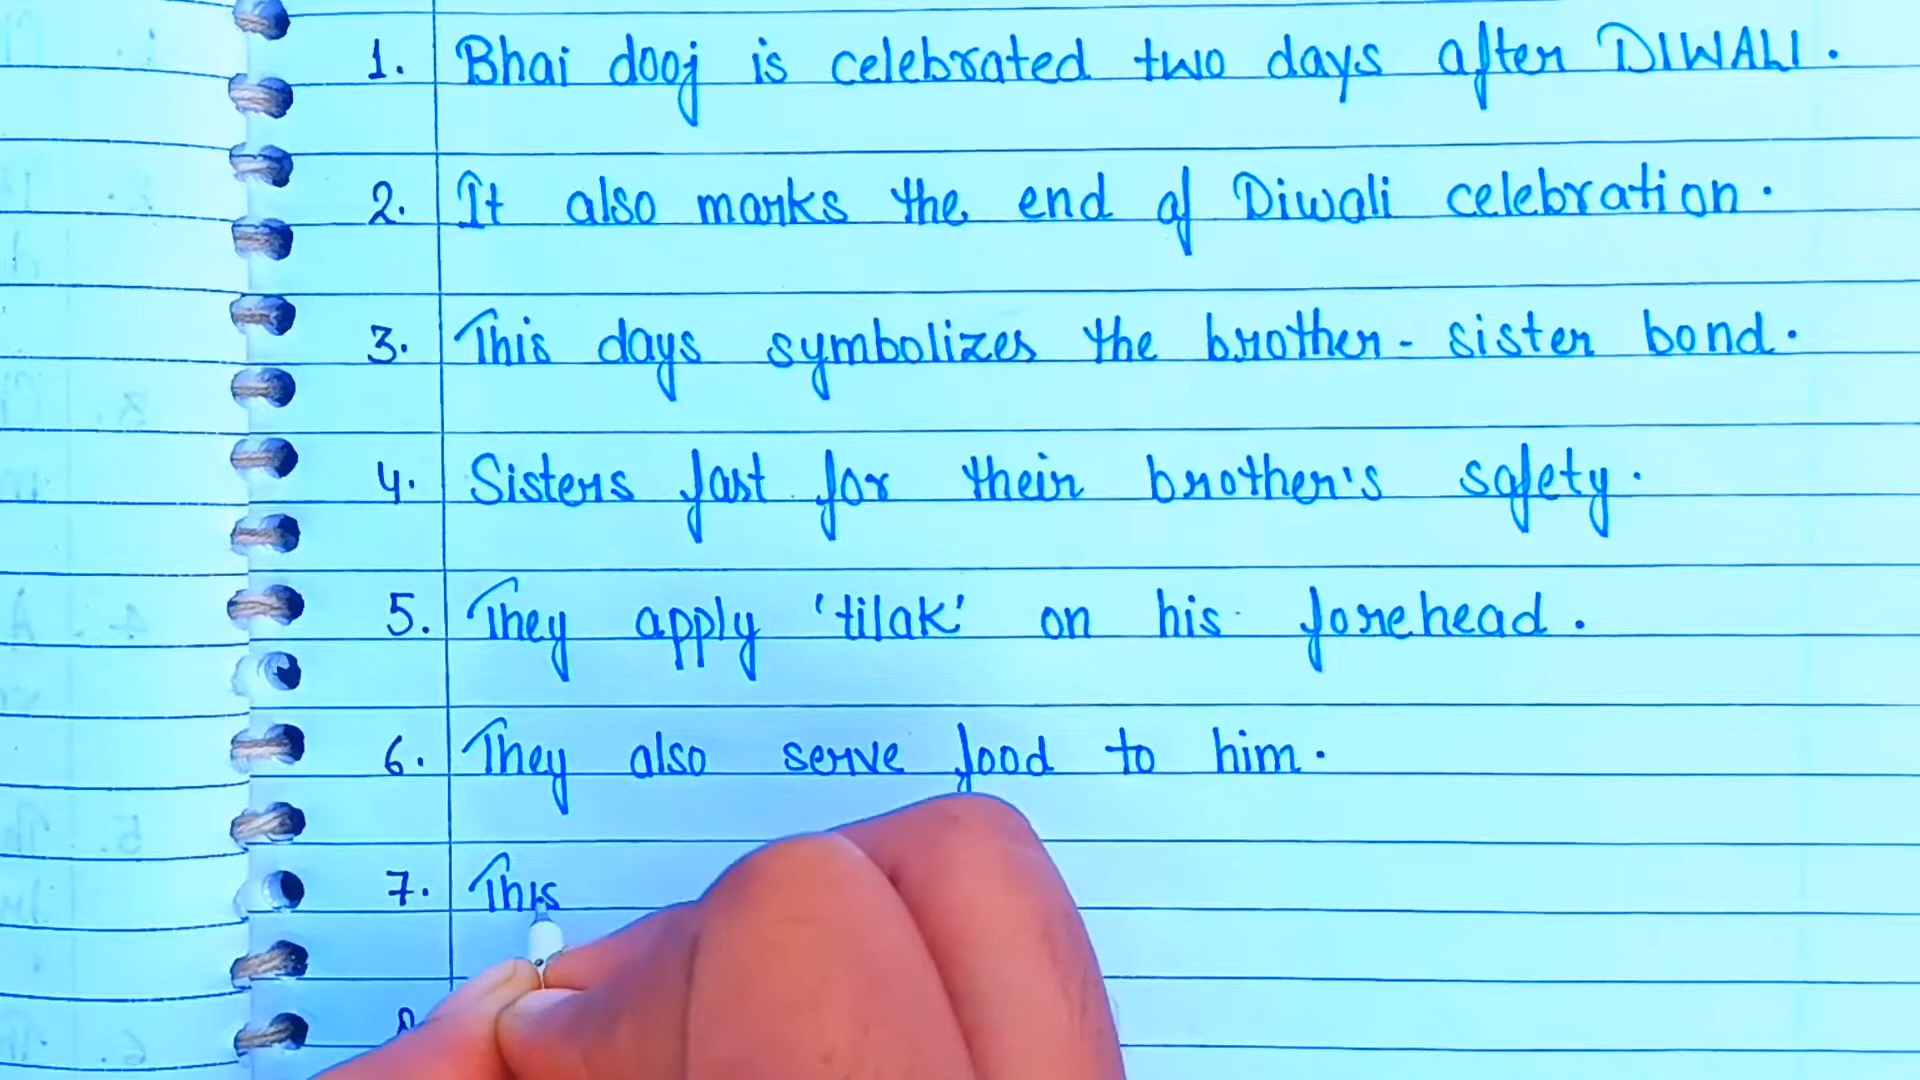 1. Bhai dooj is celebrated two days after DIWALI.
2. It also marks the end of Diwali celebration.
3. This days symbolizes the brother-sister bond.
4. Sisters fast for their brother's safety.
5. They apply 'tilak' on his forehead.
6. They also serve food to him.
7. This